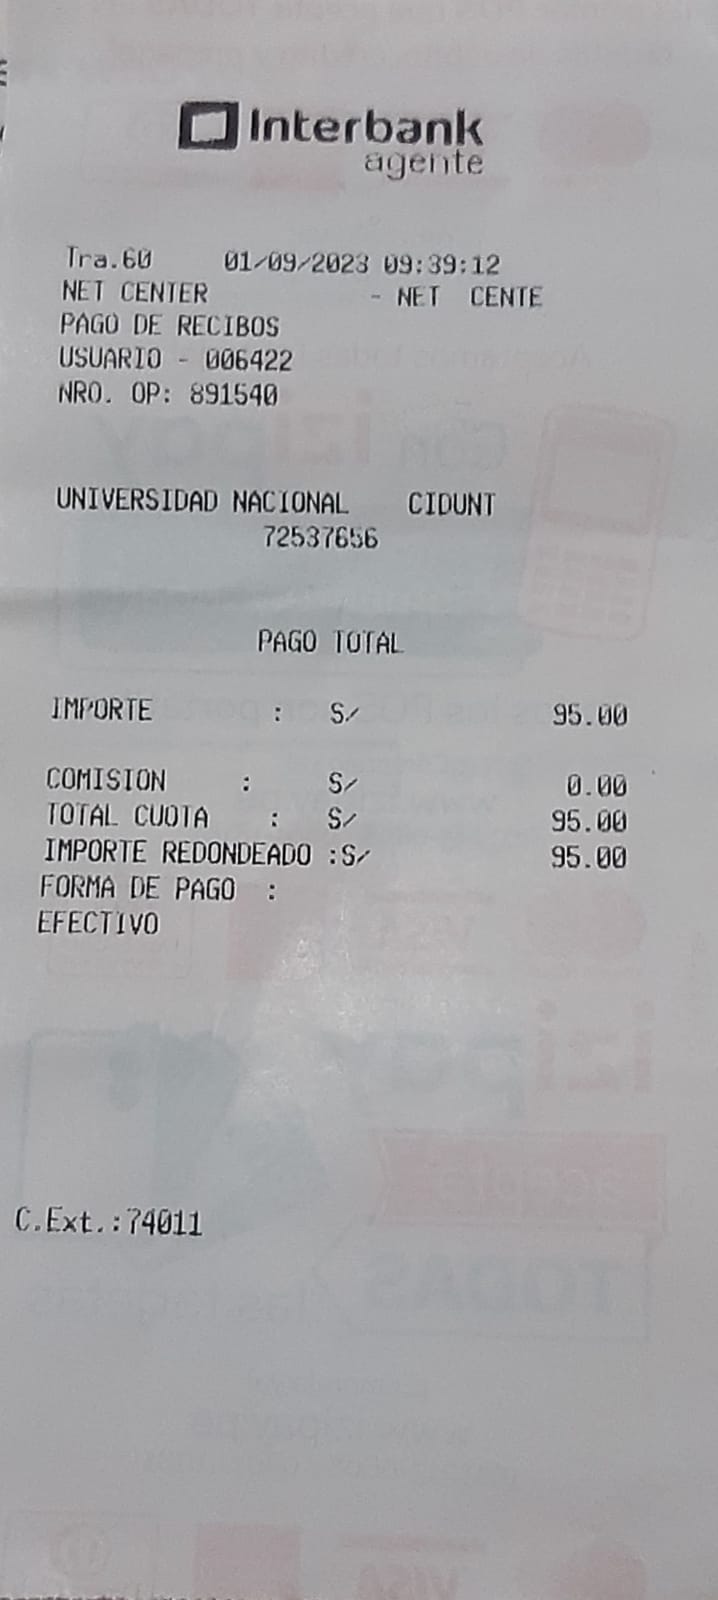 Interbank
agente
Tra.60 01/09/2023 09:39:12
NET CENTER - NET CENTE
PAGO DE RECIBOS
USUARIO - 006422
NRO. OP: 891540
UNIVERSIDAD NACIONAL CIDUNT
72537656
PAGO TOTAL
IMPORTE : S/ 95.00
COMISION : S/ 0.00
TOTAL CUOTA : S/ 95.00
IMPORTE REDONDEADO :S/ 95.00
FORMA DE PAGO :
EFECTIVO
C.Ext.:74011